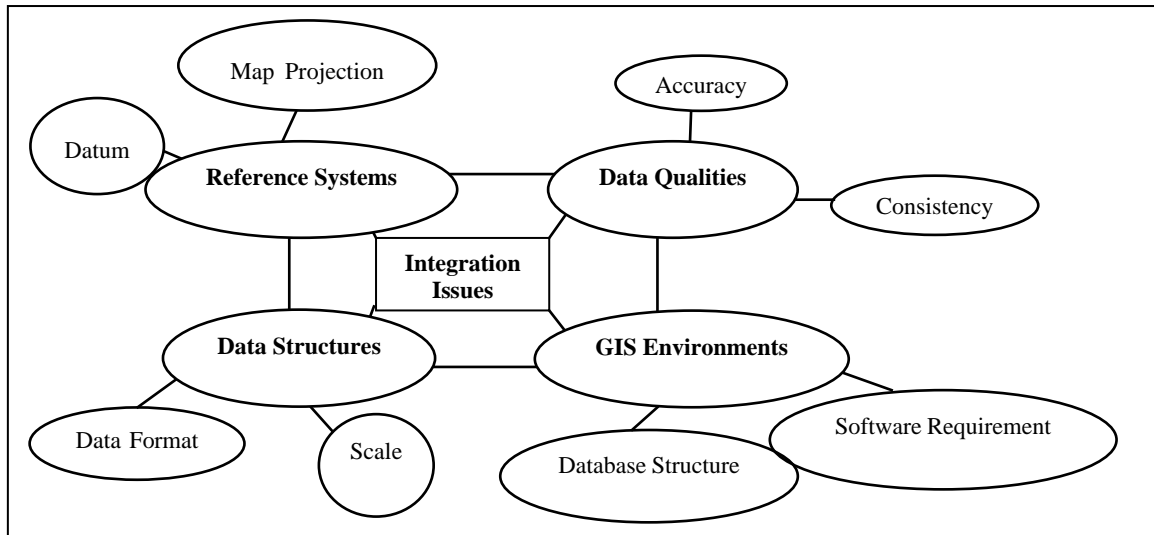 Map Projection
Accuracy
Datum
Reference Systems
Data Qualities
Consistency
Integration
Issues
Data Structures
GIS Environments
Data Format
Scale
Database Structure
Software Requirement